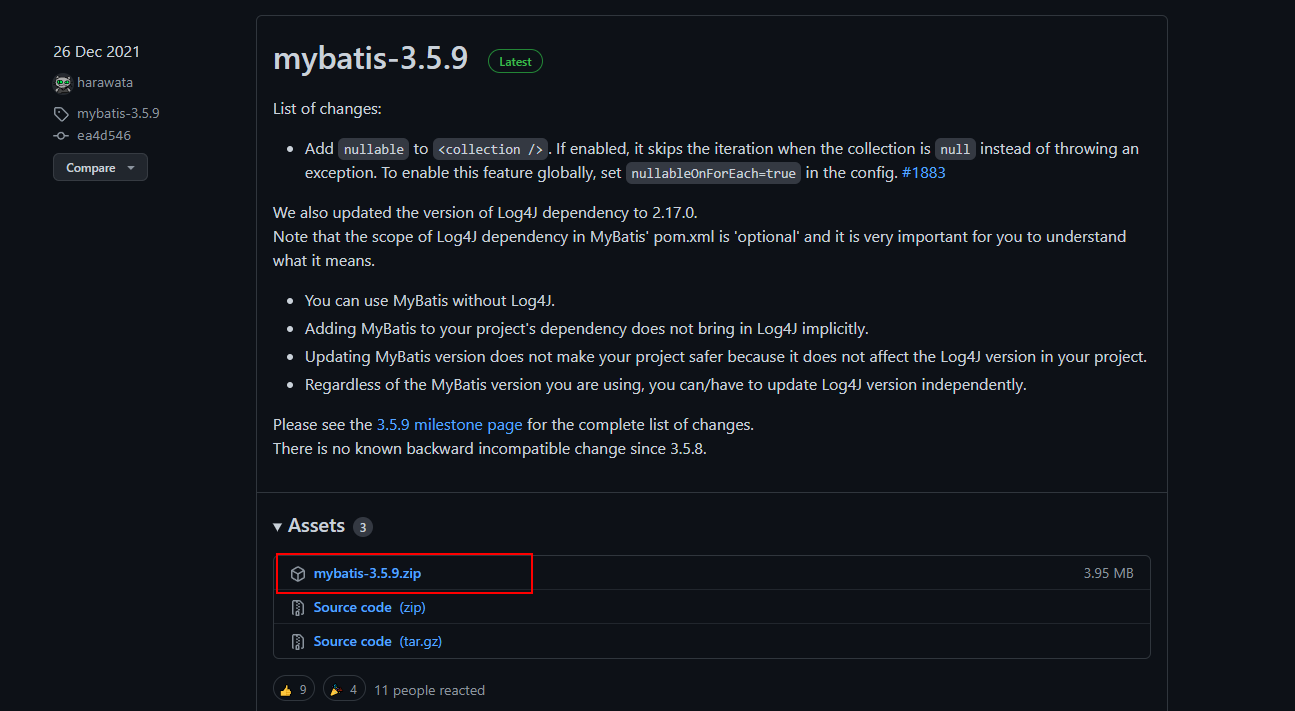 26 Dec 2021
harawata
mybatis-3.5.9
ea4d546
Compare
mybatis-3.5.9 Latest
List of changes:
Add nullable to <collection />. If enabled, it skips the iteration when the collection is null instead of throwing an
exception. To enable this feature globally, set nullableOnForEach=true in the config. #1883
We also updated the version of Log4J dependency to 2.17.0.
Note that the scope of Log4J dependency in MyBatis' pom.xml is 'optional' and it is very important for you to understand
what it means.
You can use MyBatis without Log4J.
Adding MyBatis to your project's dependency does not bring in Log4J implicitly.
Updating MyBatis version does not make your project safer because it does not affect the Log4J version in your project.
Regardless of the MyBatis version you are using, you can/have to update Log4J version independently.
Please see the 3.5.9 milestone page for the complete list of changes.
There is no known backward incompatible change since 3.5.8.
Assets 3
mybatis-3.5.9.zip 3.95 MB
Source code (zip)
Source code (tar.gz)
9 4 11 people reacted